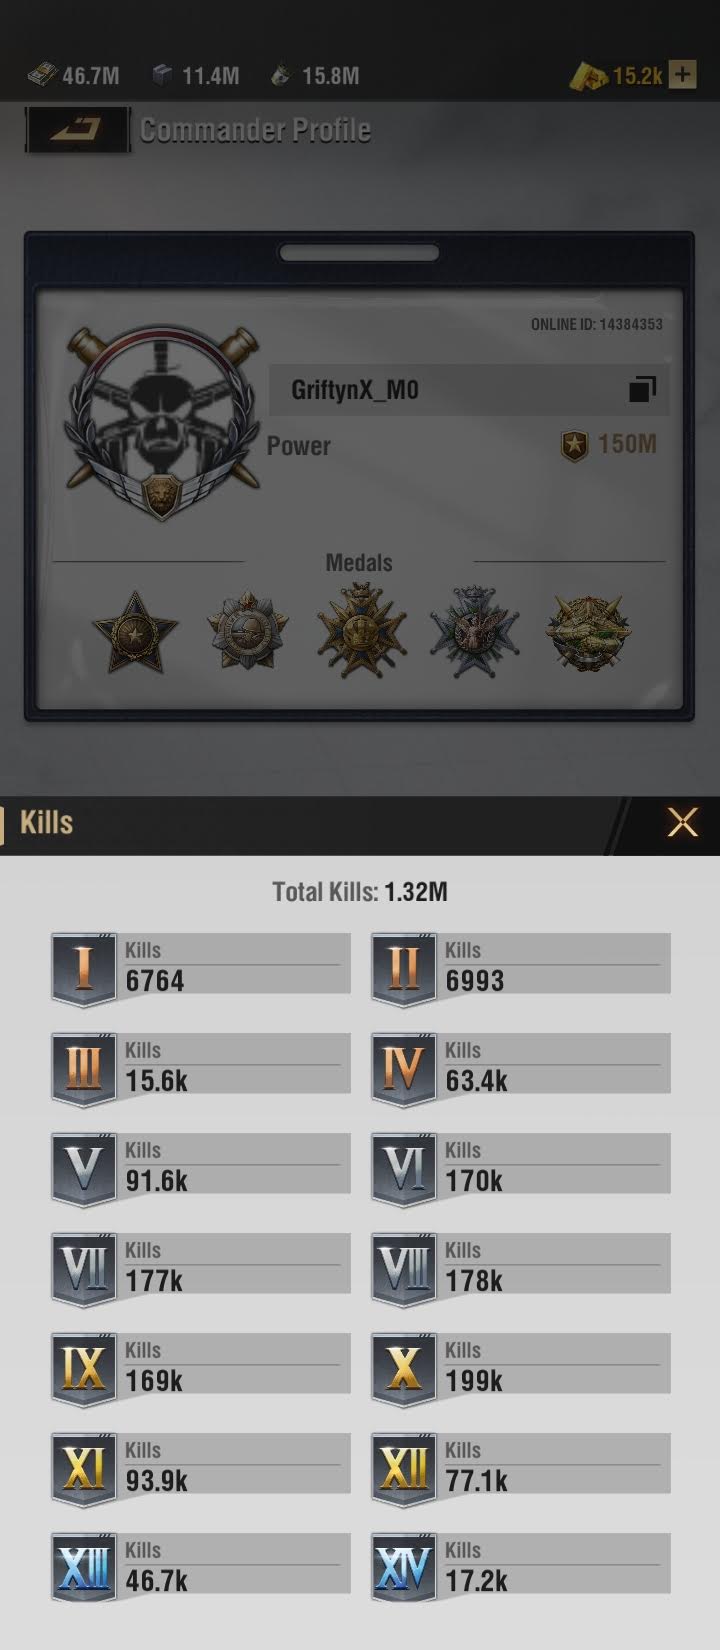 46.7M 11.4M 15.8M 15.2k +
Commander Profile
ONLINE ID: 14384353
GriftynX_M0
Power 150M
Medals
Kills
Total Kills: 1.32M
I Kills 6764
II Kills 6993
III Kills 15.6k
IV Kills 63.4k
V Kills 91.6k
VI Kills 170k
VII Kills 177k
VIII Kills 178k
IX Kills 169k
X Kills 199k
XI Kills 93.9k
XII Kills 77.1k
XIII Kills 46.7k
XIV Kills 17.2k